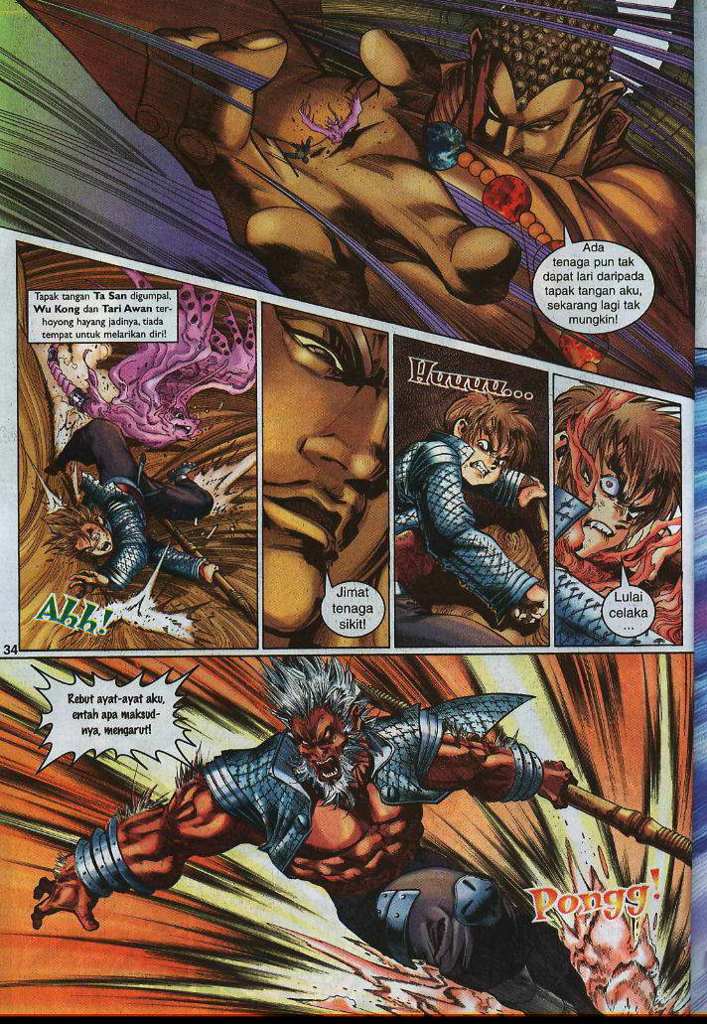 Ada
tenaga pun tak
dapat lari daripada
tapak tangan aku,
sekarang lagi tak
mungkin!
Tapak tangan Ta San digumpal,
Wu Kong dan Tari Awan ter-
hoyong hayang jadinya, tiada
tempat untuk melarikan diri!
Ahh!
Jimat
tenaga
sikit!
Huuuu...
Lulai
celaka
...
34
Rebut ayat-ayat aku,
entah apa maksud-
nya, mengarut!
Pongg!